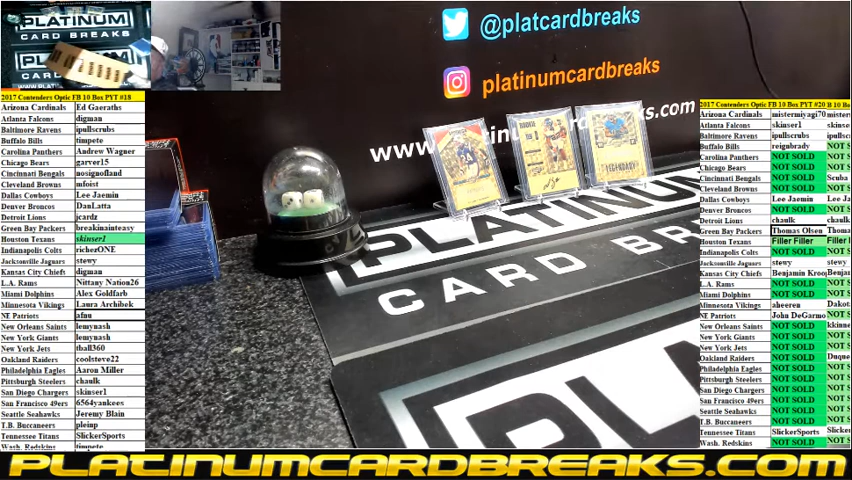 PLATINUM
CARD BREAKS
@platcardbreaks
platinumcardbreaks
www.
ks.com
LEGENDARY
PLATINUM
CARD BREAKS
2017 Contenders Optic FB 10 Box PYT #18
Arizona Cardinals Ed Gaeraths
Atlanta Falcons digman
Baltimore Ravens ipullscrubs
Buffalo Bills timpete
Carolina Panthers Andrew Wagner
Chicago Bears garver15
Cincinnati Bengals nosignofland
Cleveland Browns mfoist
Dallas Cowboys Lee Jaemin
Denver Broncos DanLatta
Detroit Lions jcardz
Green Bay Packers breakinainteasy
Houston Texans skinser1
Indianapolis Colts richerONE
Jacksonville Jaguars stewy
Kansas City Chiefs digman
L.A. Rams Nittany Nation26
Miami Dolphins Alex Goldfarb
Minnesota Vikings Laura Archibek
NE Patriots afnu
New Orleans Saints lemynash
New York Giants lemynash
New York Jets tball360
Oakland Raiders coolsteve22
Philadelphia Eagles Aaron Miller
Pittsburgh Steelers chaulk
San Diego Chargers skinser1
San Francisco 49ers 6564yankees
Seattle Seahawks Jeremy Blain
T.B. Buccaneers pleinp
Tennessee Titans SlickerSports
Wash. Redskins timpete
2017 Contenders Optic FB 10 Box PYT #20
Arizona Cardinals mistermiyagi70
Atlanta Falcons skinser1
Baltimore Ravens ipullscrubs
Buffalo Bills reignbrady
Carolina Panthers NOT SOLD
Chicago Bears NOT SOLD
Cincinnati Bengals NOT SOLD
Cleveland Browns NOT SOLD
Dallas Cowboys Lee Jaemin
Denver Broncos NOT SOLD
Detroit Lions chaulk
Green Bay Packers Thomas Olsen
Houston Texans Filler Filler
Indianapolis Colts NOT SOLD
Jacksonville Jaguars stewy
Kansas City Chiefs Benjamin Kroo
L.A. Rams NOT SOLD
Miami Dolphins NOT SOLD
Minnesota Vikings aheeren
NE Patriots John DeGarmo
New Orleans Saints NOT SOLD
New York Giants NOT SOLD
New York Jets NOT SOLD
Oakland Raiders NOT SOLD
Philadelphia Eagles NOT SOLD
Pittsburgh Steelers NOT SOLD
San Diego Chargers NOT SOLD
San Francisco 49ers NOT SOLD
Seattle Seahawks NOT SOLD
T.B. Buccaneers NOT SOLD
Tennessee Titans SlickerSports
Wash. Redskins NOT SOLD
PLATINUMCARDBREAKS.COM